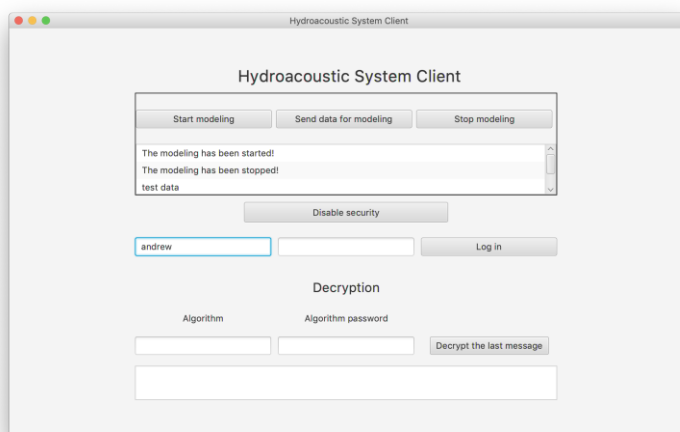 Hydroacoustic System Client
Hydroacoustic System Client
Start modeling Send data for modeling Stop modeling
The modeling has been started!
The modeling has been stopped!
test data
Disable security
andrew Log in
Decryption
Algorithm Algorithm password
Decrypt the last message